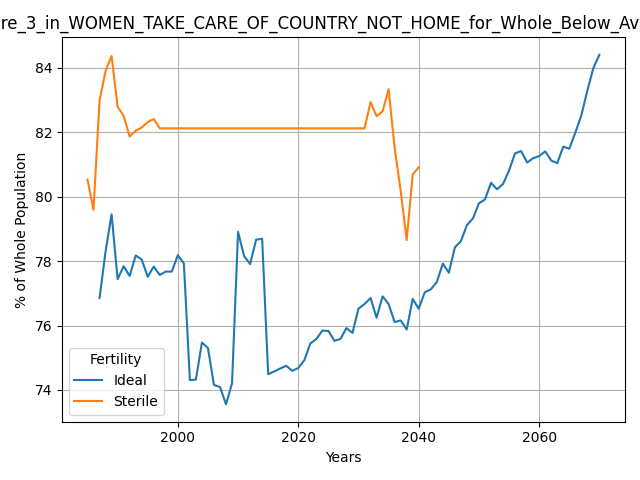 re_3_in_WOMEN_TAKE_CARE_OF_COUNTRY_NOT_HOME_for_Whole_Below_Av
84
82
80
78
76
74
% of Whole Population
Fertility
Ideal
Sterile
2000 2020 2040 2060
Years